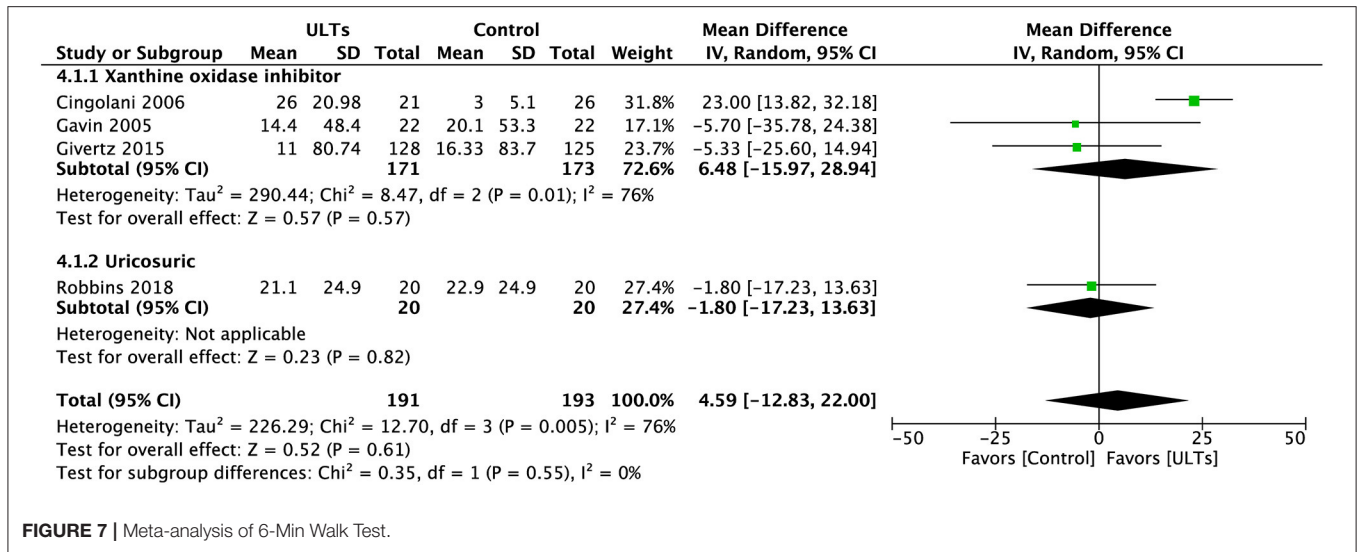 ULTs Control Mean Difference Mean Difference
Study or Subgroup Mean SD Total Mean SD Total Weight IV, Random, 95% CI IV, Random, 95% CI
4.1.1 Xanthine oxidase inhibitor
Cingolani 2006 26 20.98 21 3 5.1 26 31.8% 23.00 [13.82, 32.18]
Gavin 2005 14.4 48.4 22 20.1 53.3 22 17.1% −5.70 [−35.78, 24.38]
Givertz 2015 11 80.74 128 16.33 83.7 125 23.7% −5.33 [−25.60, 14.94]
Subtotal (95% CI) 171 173 72.6% 6.48 [−15.97, 28.94]
Heterogeneity: Tau² = 290.44; Chi² = 8.47, df = 2 (P = 0.01); I² = 76%
Test for overall effect: Z = 0.57 (P = 0.57)
4.1.2 Uricosuric
Robbins 2018 21.1 24.9 20 22.9 24.9 20 27.4% −1.80 [−17.23, 13.63]
Subtotal (95% CI) 20 20 27.4% −1.80 [−17.23, 13.63]
Heterogeneity: Not applicable
Test for overall effect: Z = 0.23 (P = 0.82)
Total (95% CI) 191 193 100.0% 4.59 [−12.83, 22.00]
Heterogeneity: Tau² = 226.29; Chi² = 12.70, df = 3 (P = 0.005); I² = 76%
Test for overall effect: Z = 0.52 (P = 0.61)
Test for subgroup differences: Chi² = 0.35, df = 1 (P = 0.55), I² = 0%
−50 −25 0 25 50
Favors [Control] Favors [ULTs]
FIGURE 7 | Meta-analysis of 6-Min Walk Test.